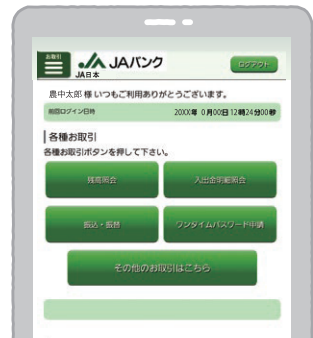 お取引
JAバンク
JA日本
ログアウト
農中太郎 様 いつもご利用ありがとうございます。
前回ログイン日時 20XX年 0月00日 12時24分00秒
各種お取引
各種お取引ボタンを押して下さい。
残高照会
入出金明細照会
振込・振替
ワンタイムパスワード申請
その他のお取引はこちら